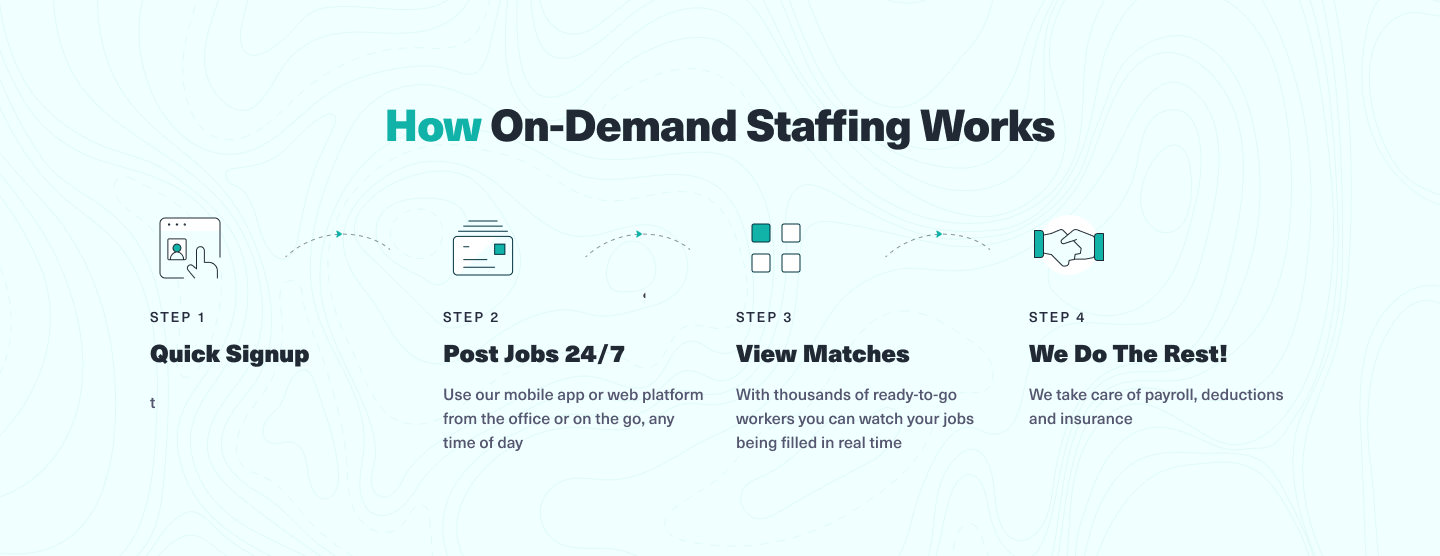 How On-Demand Staffing Works
STEP 1
Quick Signup
t
STEP 2
Post Jobs 24/7
Use our mobile app or web platform
from the office or on the go, any
time of day
STEP 3
View Matches
With thousands of ready-to-go
workers you can watch your jobs
being filled in real time
STEP 4
We Do The Rest!
We take care of payroll, deductions
and insurance